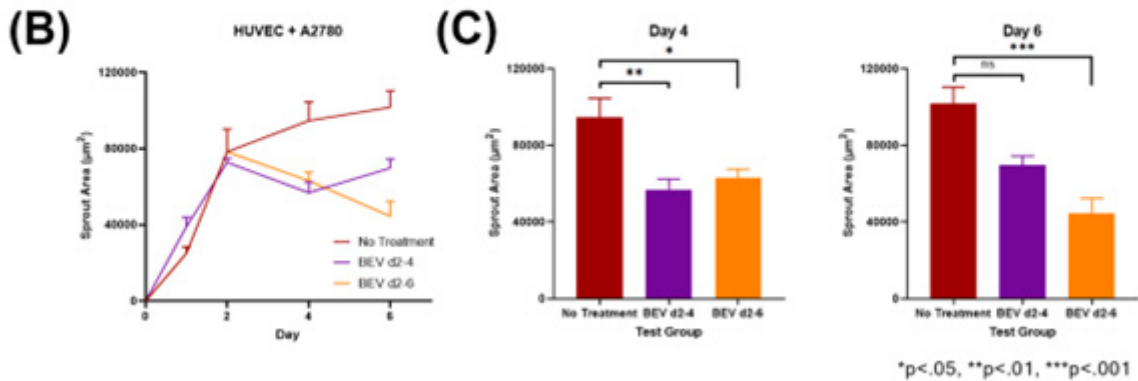 (B)
HUVEC + A2780
Sprout Area (µm²)
120000
80000
40000
0
0 2 4 6
Day
No Treatment
BEV d2-4
BEV d2-6
(C)
Day 4
*
**
Sprout Area (µm²)
120000
80000
40000
0
No Treatment BEV d2-4 BEV d2-6
Test Group
Day 6
***
ns
Sprout Area (µm²)
120000
80000
40000
0
No Treatment BEV d2-4 BEV d2-6
Test Group
*p<.05, **p<.01, ***p<.001